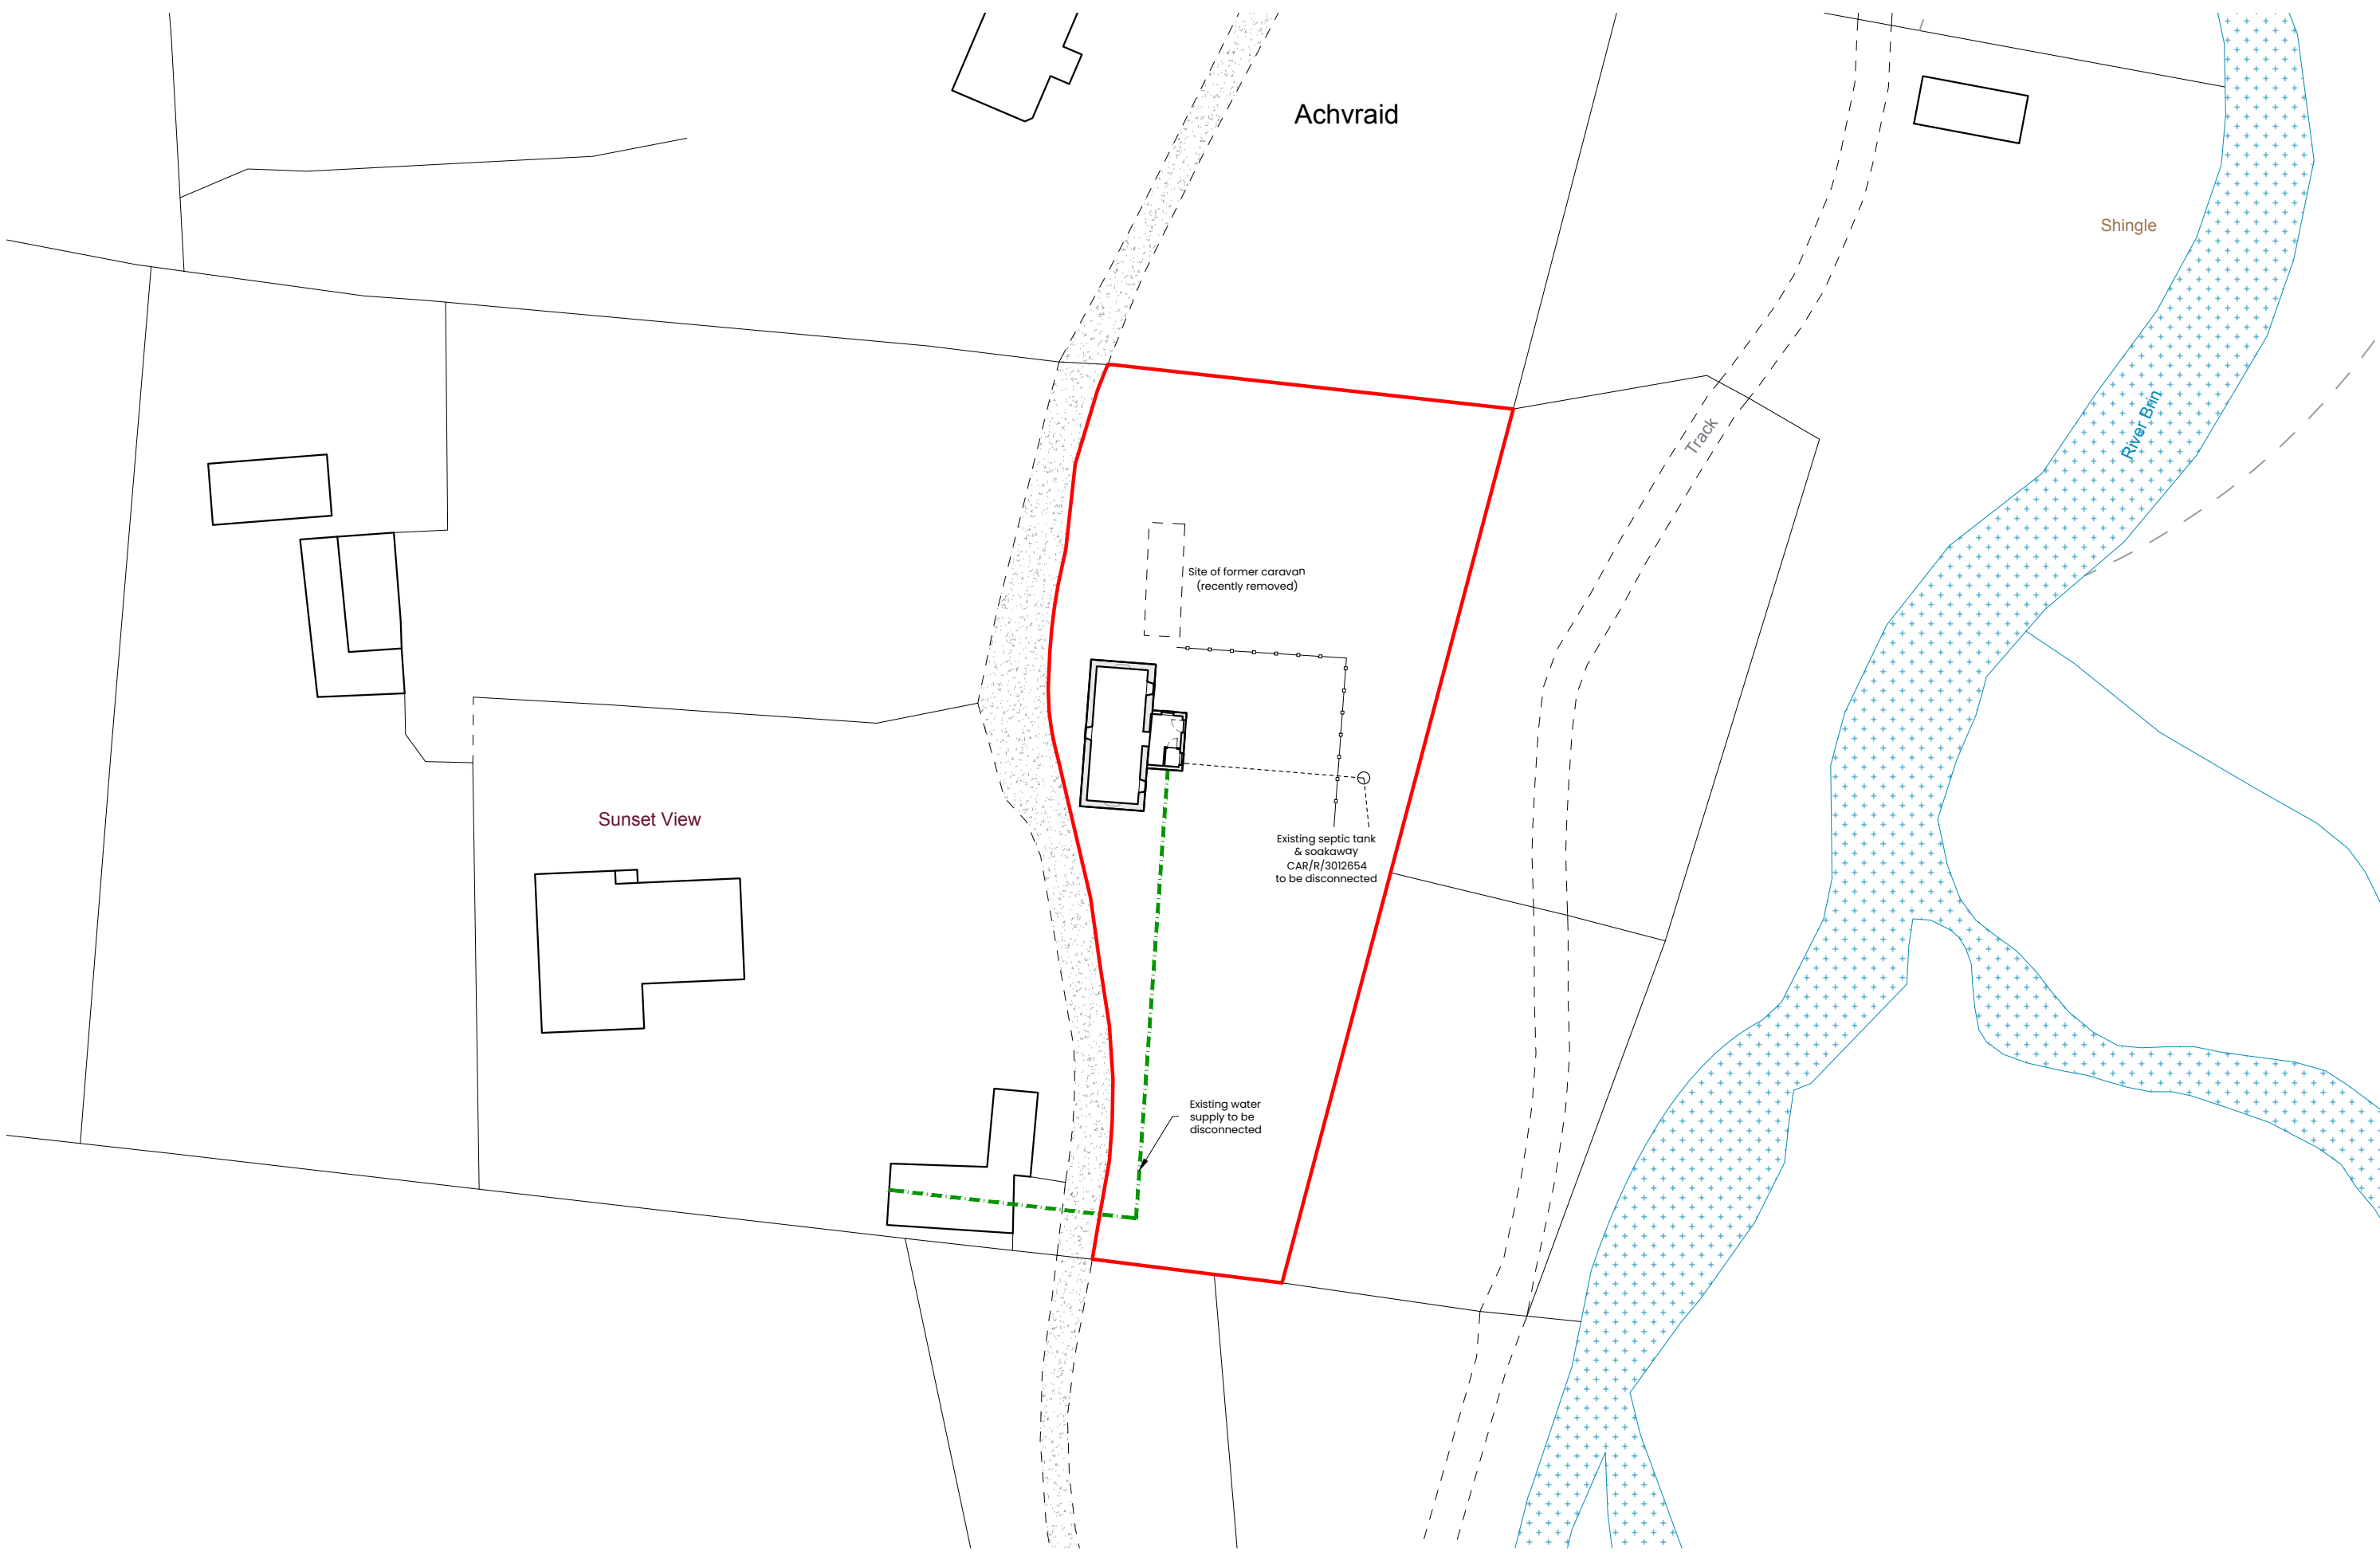 Achvraid
Shingle
River Brin
Track
Site of former caravan
(recently removed)
Sunset View
Existing septic tank
& soakaway
CAR/R/3012654
to be disconnected
Existing water
supply to be
disconnected